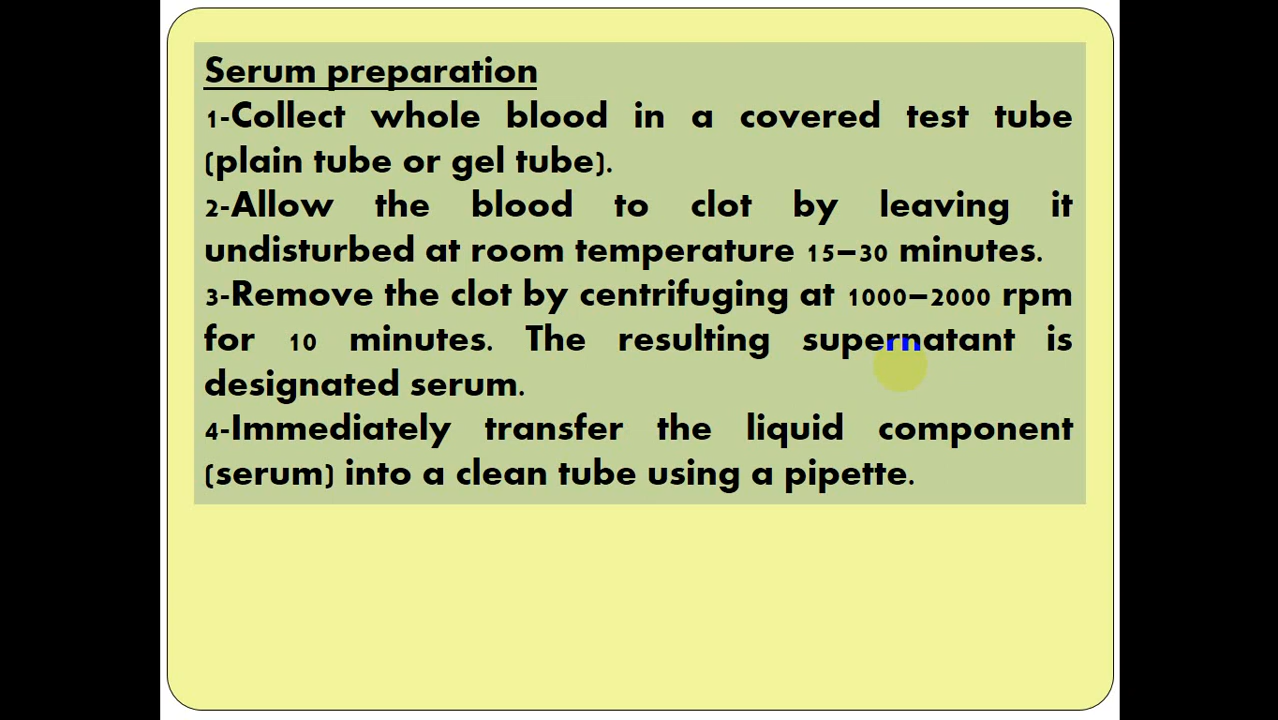 Serum preparation
1-Collect whole blood in a covered test tube
(plain tube or gel tube).
2-Allow the blood to clot by leaving it
undisturbed at room temperature 15–30 minutes.
3-Remove the clot by centrifuging at 1000–2000 rpm
for 10 minutes. The resulting supernatant is
designated serum.
4-Immediately transfer the liquid component
(serum) into a clean tube using a pipette.